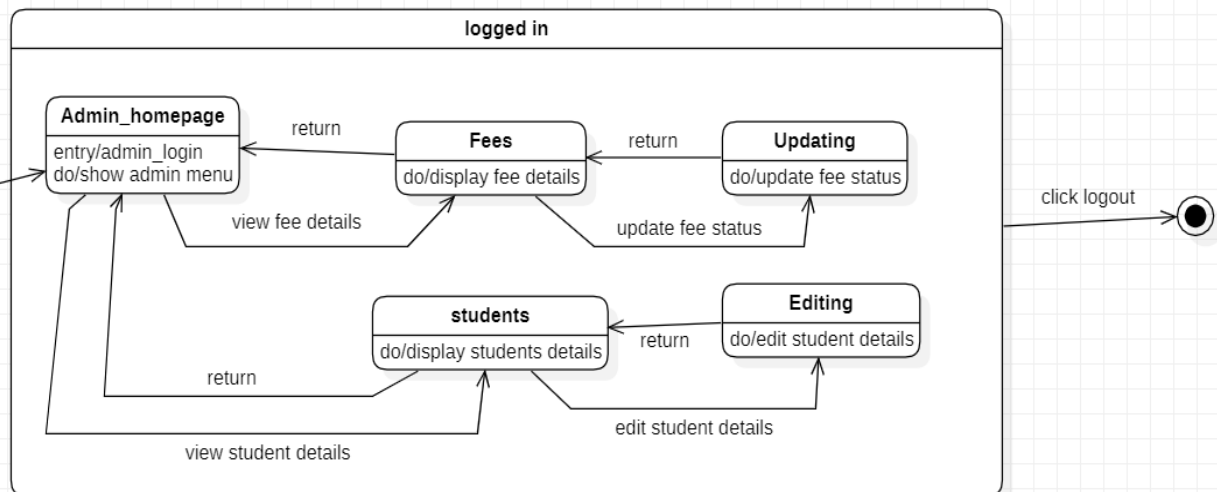 logged in
Admin_homepage
entry/admin_login
do/show admin menu
return
Fees
do/display fee details
return
Updating
do/update fee status
view fee details
update fee status
click logout
students
do/display students details
return
Editing
do/edit student details
return
edit student details
view student details